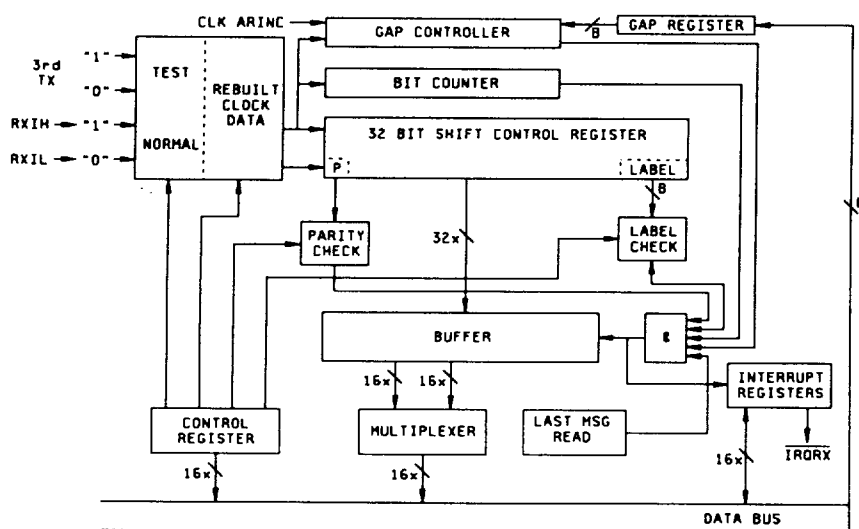 CLK ARINC
GAP CONTROLLER
8
GAP REGISTER
3rd
TX
"1"
"0"
TEST
REBUILT
CLOCK
DATA
BIT COUNTER
RXIH
"1"
RXIL
"0"
NORMAL
32 BIT SHIFT CONTROL REGISTER
P
LABEL
8
PARITY
CHECK
32x
LABEL
CHECK
BUFFER
&
16x
16x
INTERRUPT
REGISTERS
CONTROL
REGISTER
MULTIPLEXER
LAST MSG
READ
IRQRX
16x
16x
16x
DATA BUS